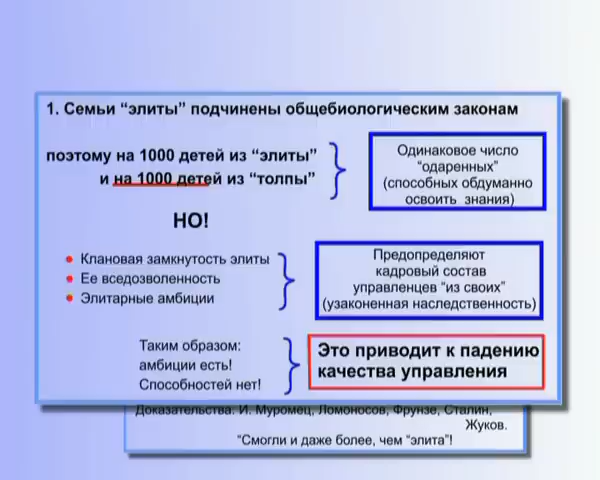 1. Семьи “элиты” подчинены общебиологическим законам
поэтому на 1000 детей из “элиты”
и на 1000 детей из “толпы”
Одинаковое число
“одаренных”
(способных обдуманно
освоить знания)
НО!
Клановая замкнутость элиты
Ее вседозволенность
Элитарные амбиции
Предопределяют
кадровый состав
управленцев “из своих”
(узаконенная наследственность)
Таким образом:
амбиции есть!
Способностей нет!
Это приводит к падению
качества управления
Доказательства: И. Муромец, Ломоносов, Фрунзе, Сталин,
Жуков.
“Смогли и даже более, чем “элита”!